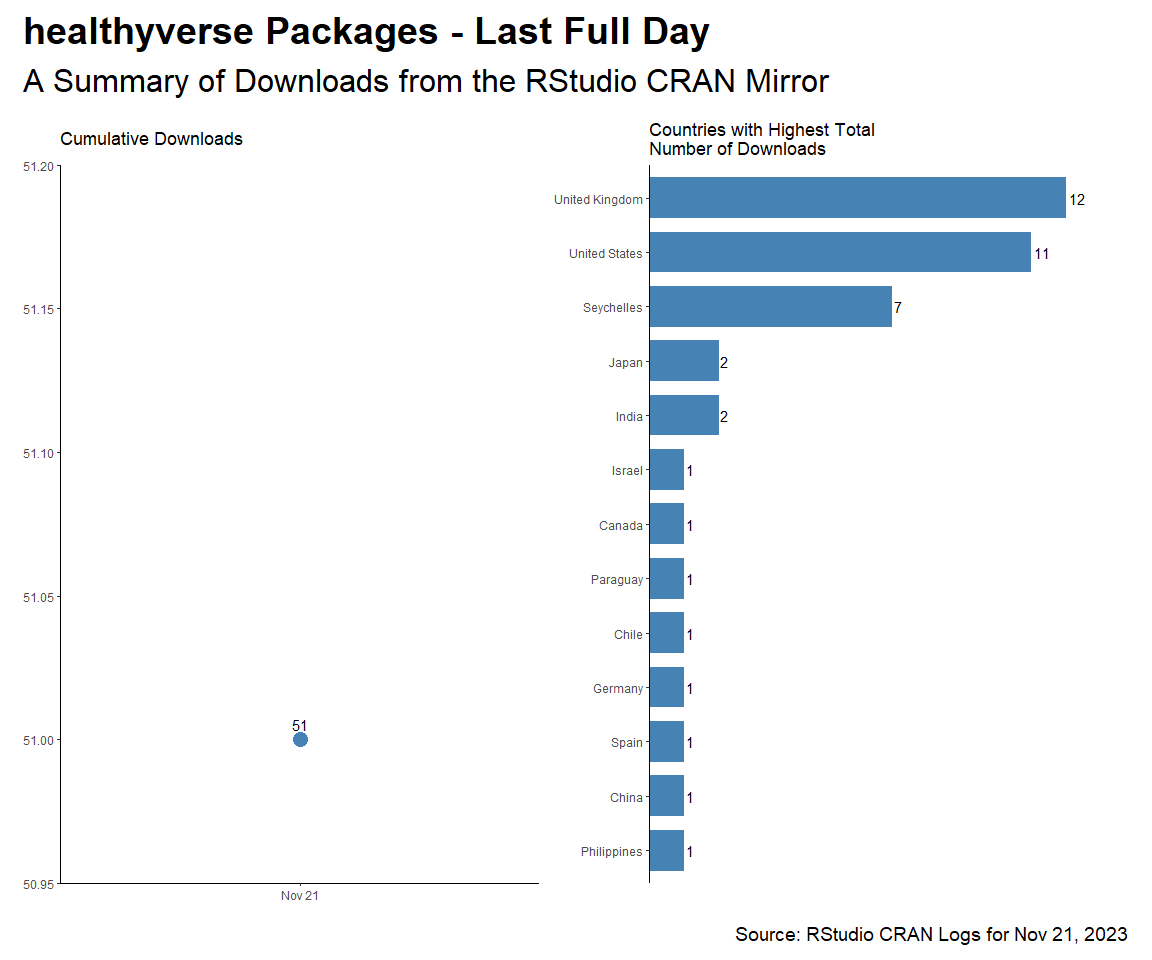 healthyverse Packages - Last Full Day
A Summary of Downloads from the RStudio CRAN Mirror
Cumulative Downloads
51.20
51.15
51.10
51.05
51.00
50.95
51
Nov 21
Countries with Highest Total
Number of Downloads
United Kingdom 12
United States 11
Seychelles 7
Japan 2
India 2
Israel 1
Canada 1
Paraguay 1
Chile 1
Germany 1
Spain 1
China 1
Philippines 1
Source: RStudio CRAN Logs for Nov 21, 2023